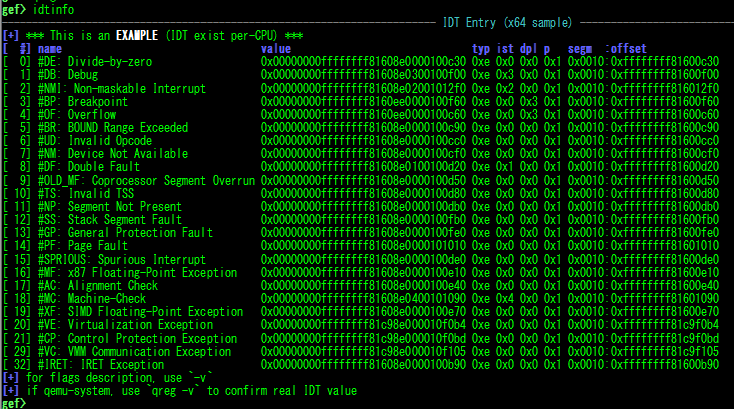 gef> idtinfo
IDT Entry (x64 sample)
[+] *** This is an EXAMPLE (IDT exist per-CPU) ***
[ #] name value typ ist dpl p segm :offset
[ 0] #DE: Divide-by-zero 0x00000000ffffffff81608e0000100c30 0xe 0x0 0x0 0x1 0x0010:0xffffffff81600c30
[ 1] #DB: Debug 0x00000000ffffffff81608e0300100f00 0xe 0x3 0x0 0x1 0x0010:0xffffffff81600f00
[ 2] #NMI: Non-maskable Interrupt 0x00000000ffffffff81608e02001012f0 0xe 0x2 0x0 0x1 0x0010:0xffffffff816012f0
[ 3] #BP: Breakpoint 0x00000000ffffffff8160ee0000100f60 0xe 0x0 0x3 0x1 0x0010:0xffffffff81600f60
[ 4] #OF: Overflow 0x00000000ffffffff8160ee0000100c60 0xe 0x0 0x3 0x1 0x0010:0xffffffff81600c60
[ 5] #BR: BOUND Range Exceeded 0x00000000ffffffff81608e0000100c90 0xe 0x0 0x0 0x1 0x0010:0xffffffff81600c90
[ 6] #UD: Invalid Opcode 0x00000000ffffffff81608e0000100cc0 0xe 0x0 0x0 0x1 0x0010:0xffffffff81600cc0
[ 7] #NM: Device Not Available 0x00000000ffffffff81608e0000100cf0 0xe 0x0 0x0 0x1 0x0010:0xffffffff81600cf0
[ 8] #DF: Double Fault 0x00000000ffffffff81608e0100100d20 0xe 0x1 0x0 0x1 0x0010:0xffffffff81600d20
[ 9] #OLD_MF: Coprocessor Segment Overrun 0x00000000ffffffff81608e0000100d50 0xe 0x0 0x0 0x1 0x0010:0xffffffff81600d50
[ 10] #TS: Invalid TSS 0x00000000ffffffff81608e0000100d80 0xe 0x0 0x0 0x1 0x0010:0xffffffff81600d80
[ 11] #NP: Segment Not Present 0x00000000ffffffff81608e0000100db0 0xe 0x0 0x0 0x1 0x0010:0xffffffff81600db0
[ 12] #SS: Stack Segment Fault 0x00000000ffffffff81608e0000100fb0 0xe 0x0 0x0 0x1 0x0010:0xffffffff81600fb0
[ 13] #GP: General Protection Fault 0x00000000ffffffff81608e0000100fe0 0xe 0x0 0x0 0x1 0x0010:0xffffffff81600fe0
[ 14] #PF: Page Fault 0x00000000ffffffff81608e0000101010 0xe 0x0 0x0 0x1 0x0010:0xffffffff81601010
[ 15] #SPRIOUS: Spurious Interrupt 0x00000000ffffffff81608e0000100de0 0xe 0x0 0x0 0x1 0x0010:0xffffffff81600de0
[ 16] #MF: x87 Floating-Point Exception 0x00000000ffffffff81608e0000100e10 0xe 0x0 0x0 0x1 0x0010:0xffffffff81600e10
[ 17] #AC: Alignment Check 0x00000000ffffffff81608e0000100e40 0xe 0x0 0x0 0x1 0x0010:0xffffffff81600e40
[ 18] #MC: Machine-Check 0x00000000ffffffff81608e0400101090 0xe 0x4 0x0 0x1 0x0010:0xffffffff81601090
[ 19] #XF: SIMD Floating-Point Exception 0x00000000ffffffff81608e0000100e70 0xe 0x0 0x0 0x1 0x0010:0xffffffff81600e70
[ 20] #VE: Virtualization Exception 0x00000000ffffffff81c98e000010f0b4 0xe 0x0 0x0 0x1 0x0010:0xffffffff81c9f0b4
[ 21] #CP: Control Protection Exception 0x00000000ffffffff81c98e000010f0bd 0xe 0x0 0x0 0x1 0x0010:0xffffffff81c9f0bd
[ 29] #VC: VMM Communication Exception 0x00000000ffffffff81c98e000010f105 0xe 0x0 0x0 0x1 0x0010:0xffffffff81c9f105
[ 32] #IRET: IRET Exception 0x00000000ffffffff81608e0000100b90 0xe 0x0 0x0 0x1 0x0010:0xffffffff81600b90
[+] for flags description, use `-v`
[+] if qemu-system, use `qreg -v` to confirm real IDT value
gef>